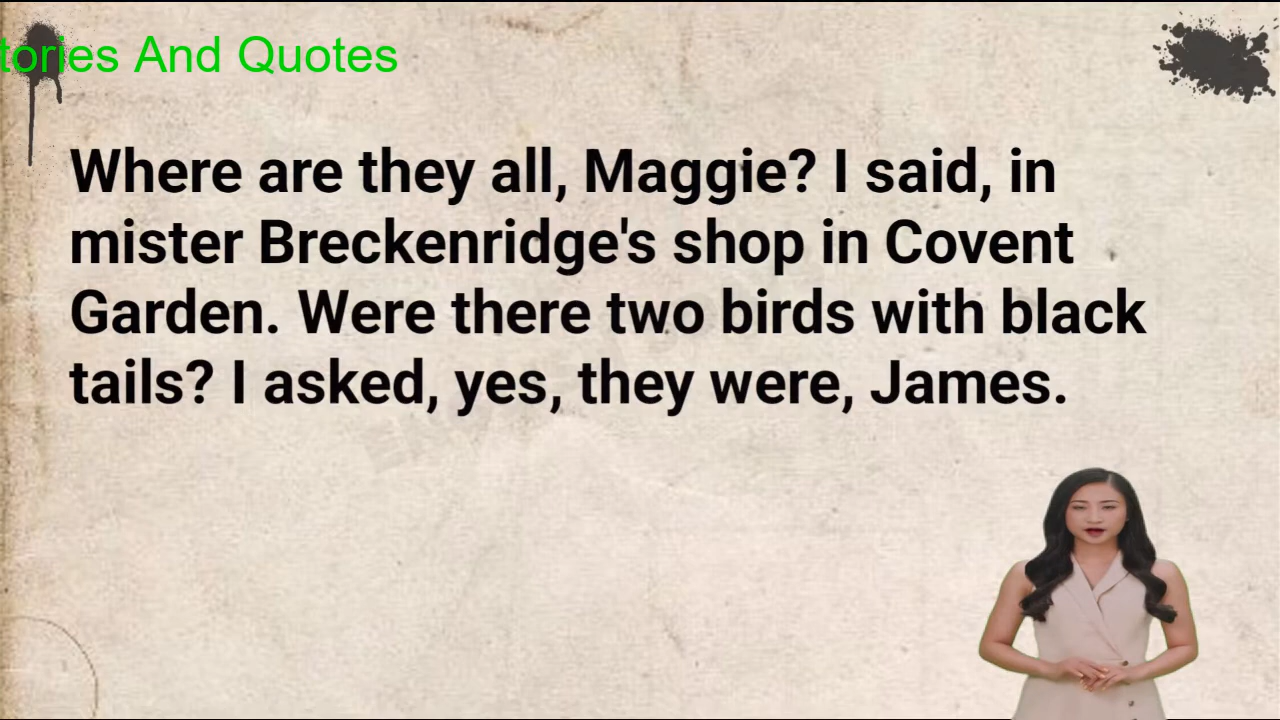 tories And Quotes
Where are they all, Maggie? I said, in
mister Breckenridge's shop in Covent
Garden. Were there two birds with black
tails? I asked, yes, they were, James.